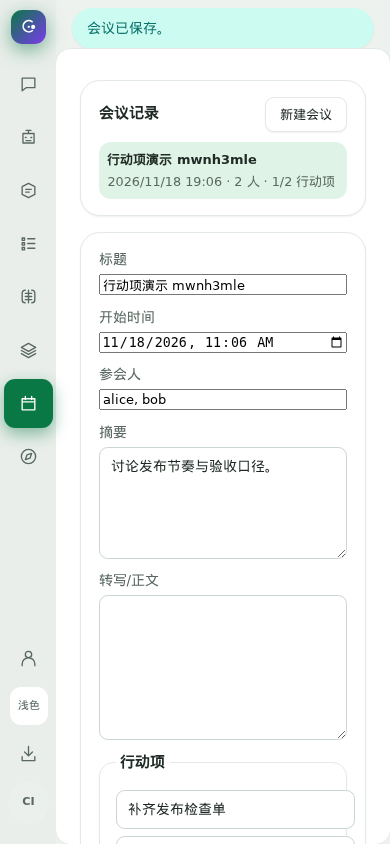 会议已保存。
会议记录
新建会议
行动项演示 mwnh3mle
2026/11/18 19:06 · 2 人 · 1/2 行动项
标题
行动项演示 mwnh3mle
开始时间
11/18/2026, 11:06 AM
参会人
alice, bob
摘要
讨论发布节奏与验收口径。
转写/正文
行动项
补齐发布检查单
浅色
CI